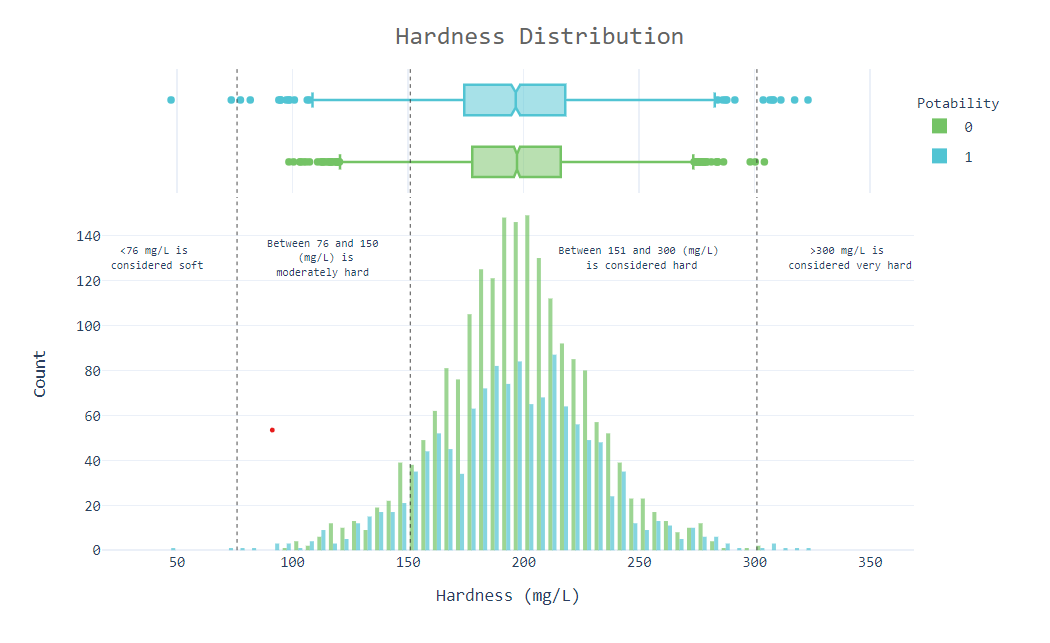 Hardness Distribution
Potability
0
1
<76 mg/L is
considered soft
Between 76 and 150
(mg/L) is
moderately hard
Between 151 and 300 (mg/L)
is considered hard
>300 mg/L is
considered very hard
140
120
100
80
60
40
20
0
Count
50
100
150
200
250
300
350
Hardness (mg/L)